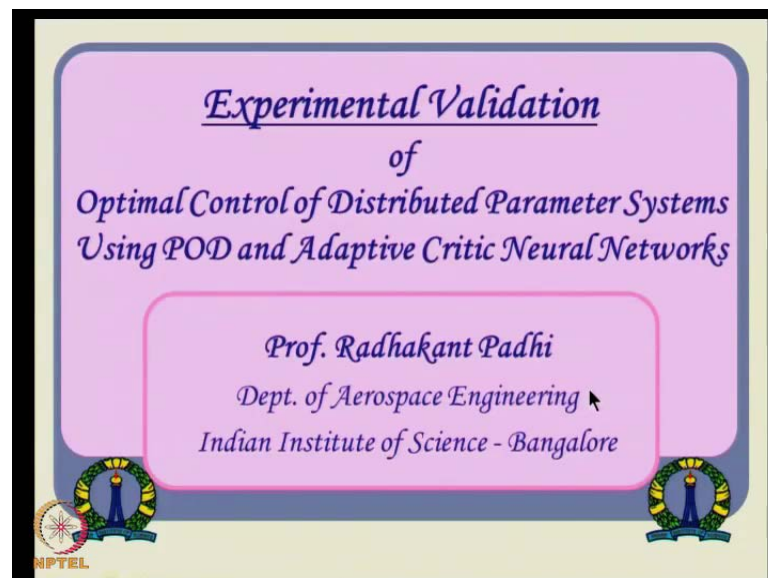 Experimental Validation
of
Optimal Control of Distributed Parameter Systems
Using POD and Adaptive Critic Neural Networks
Prof. Radhakant Padhi
Dept. of Aerospace Engineering
Indian Institute of Science - Bangalore
NPTEL